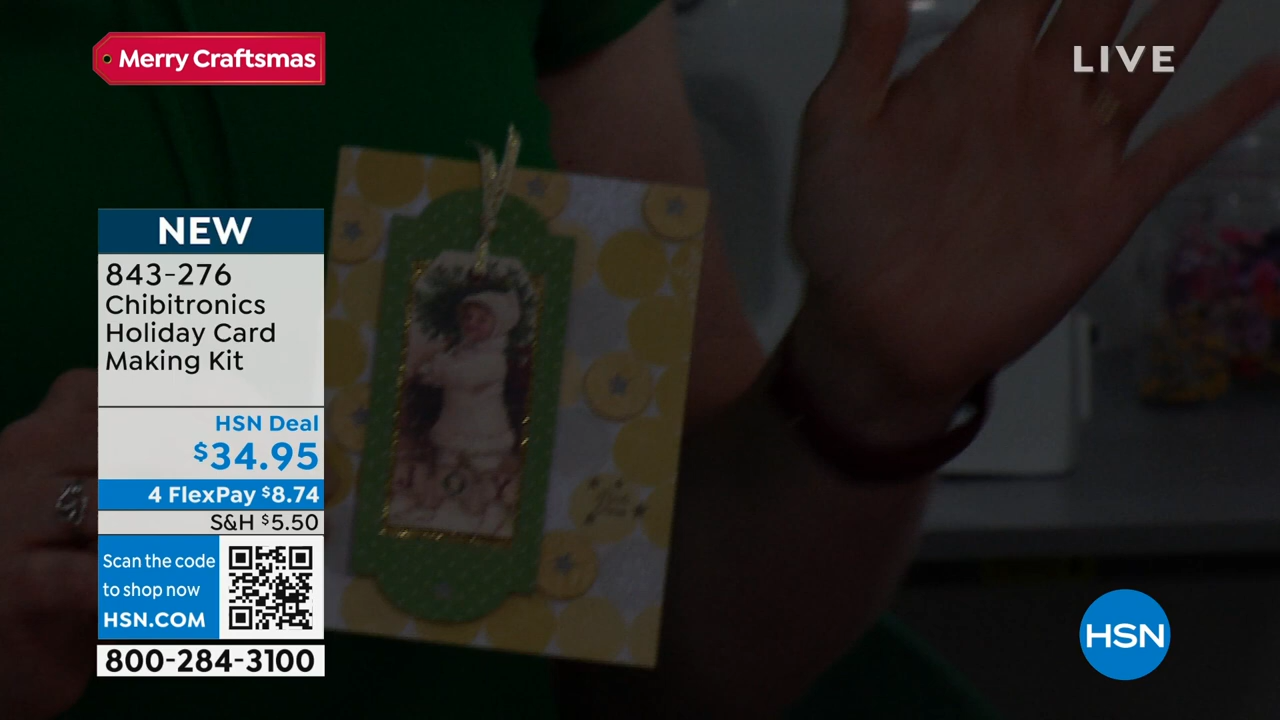 Merry Craftsmas
LIVE
NEW
843-276
Chibitronics
Holiday Card
Making Kit
HSN Deal
$34.95
4 FlexPay $8.74
S&H $5.50
Scan the code
to shop now
HSN.COM
800-284-3100
JOY
HSN